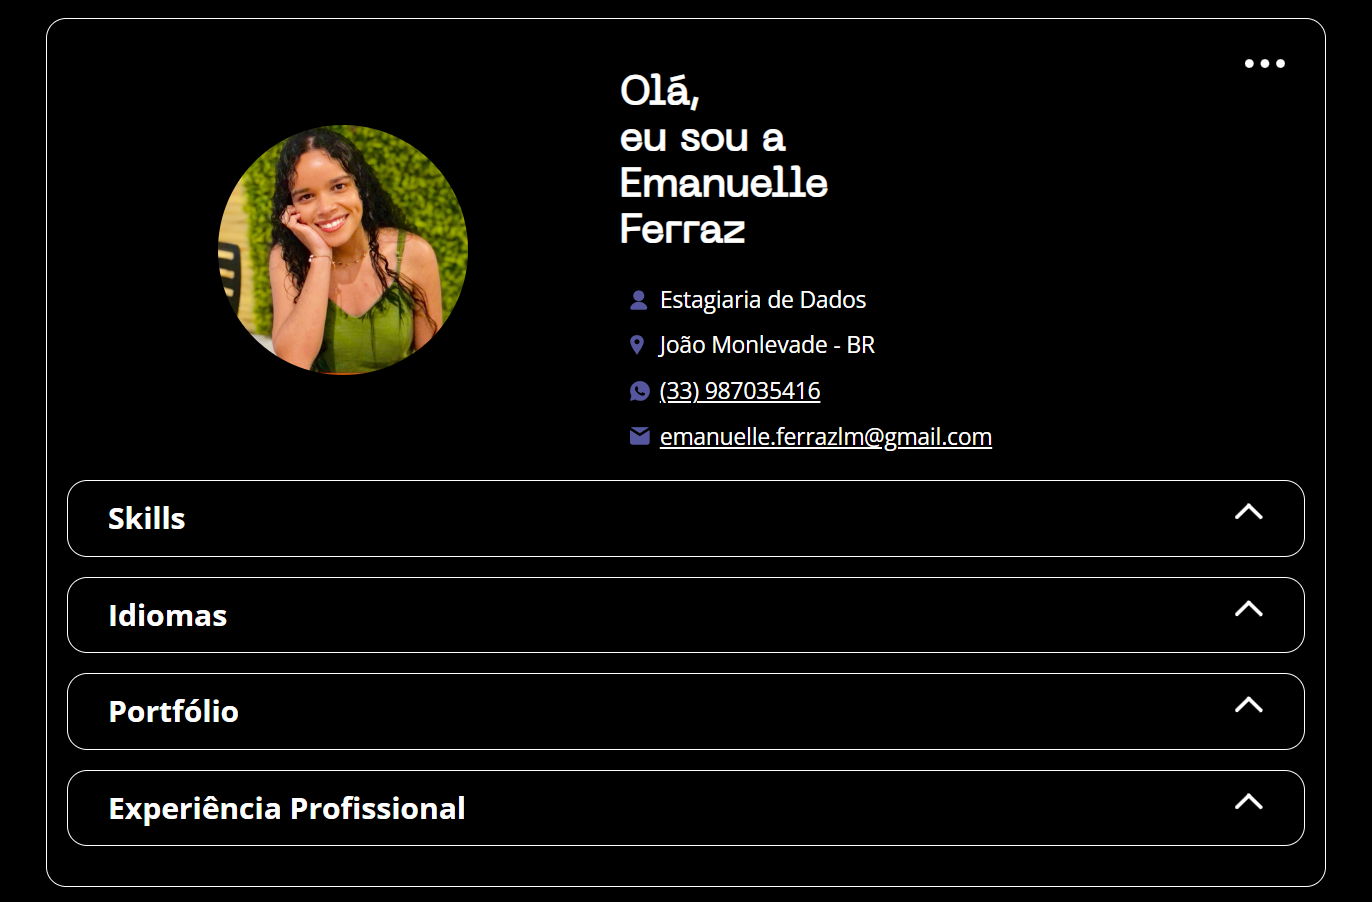 Olá,
eu sou a
Emanuelle
Ferraz
Estagiaria de Dados
João Monlevade - BR
(33) 987035416
emanuelle.ferrazlm@gmail.com
Skills
Idiomas
Portfólio
Experiência Profissional